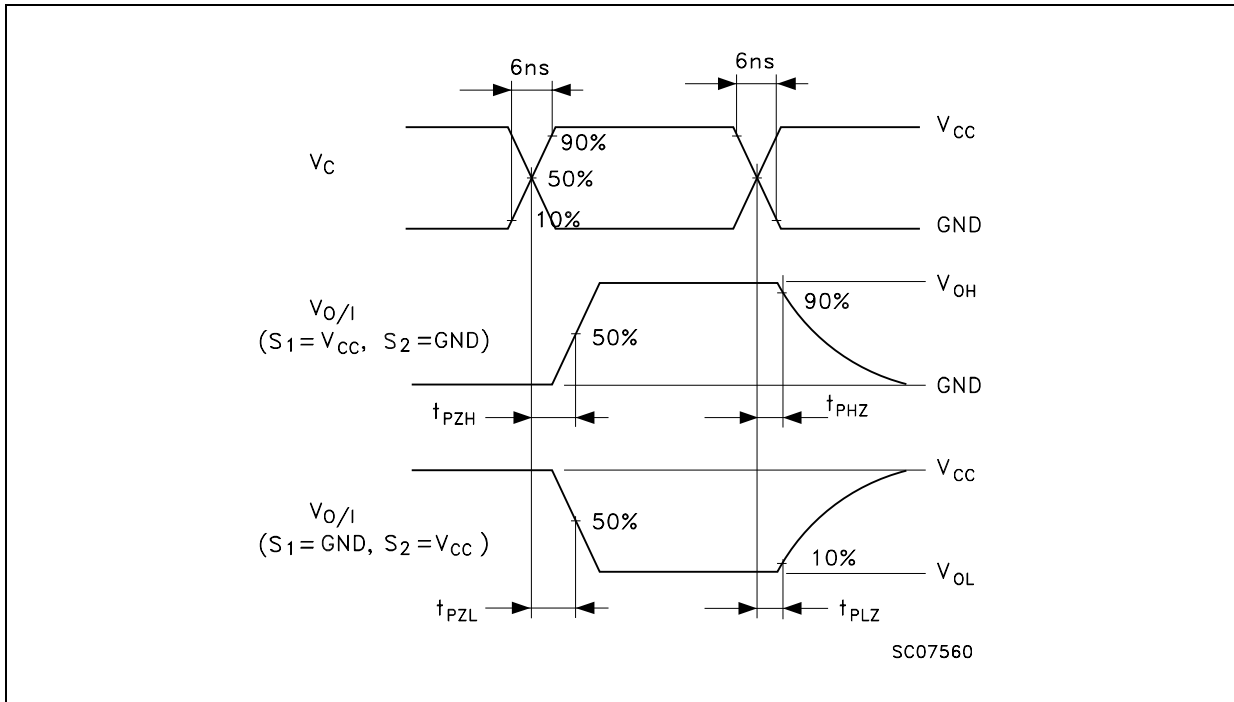 6ns 6ns
V_CC
90%
V_C
50%
10%
GND
V_OH
90%
V_O/I
(S_1=V_CC, S_2=GND)
50%
GND
t_PZH t_PHZ
V_CC
V_O/I
(S_1=GND, S_2=V_CC)
50%
10%
V_OL
t_PZL t_PLZ
SC07560